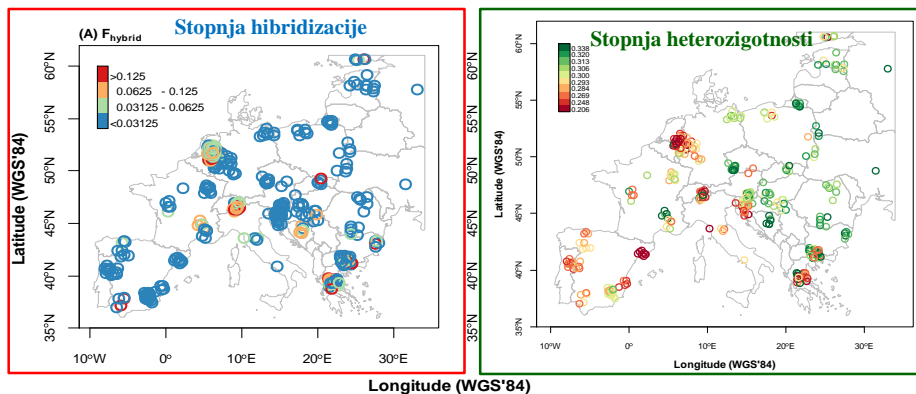 Stopnja hibridizacije
(A) Fhybrid
>0.125
0.0625 - 0.125
0.03125 - 0.0625
<0.03125
60°N
55°N
50°N
45°N
40°N
35°N
Latitude (WGS'84)
10°W
0°
10°E
20°E
30°E
Stopnja heterozigotnosti
0.338
0.320
0.313
0.306
0.300
0.293
0.284
0.269
0.248
0.206
60°N
55°N
50°N
45°N
40°N
35°N
Latitude (WGS'84)
10°W
0°
10°E
20°E
30°E
Longitude (WGS'84)
Longitude (WGS'84)